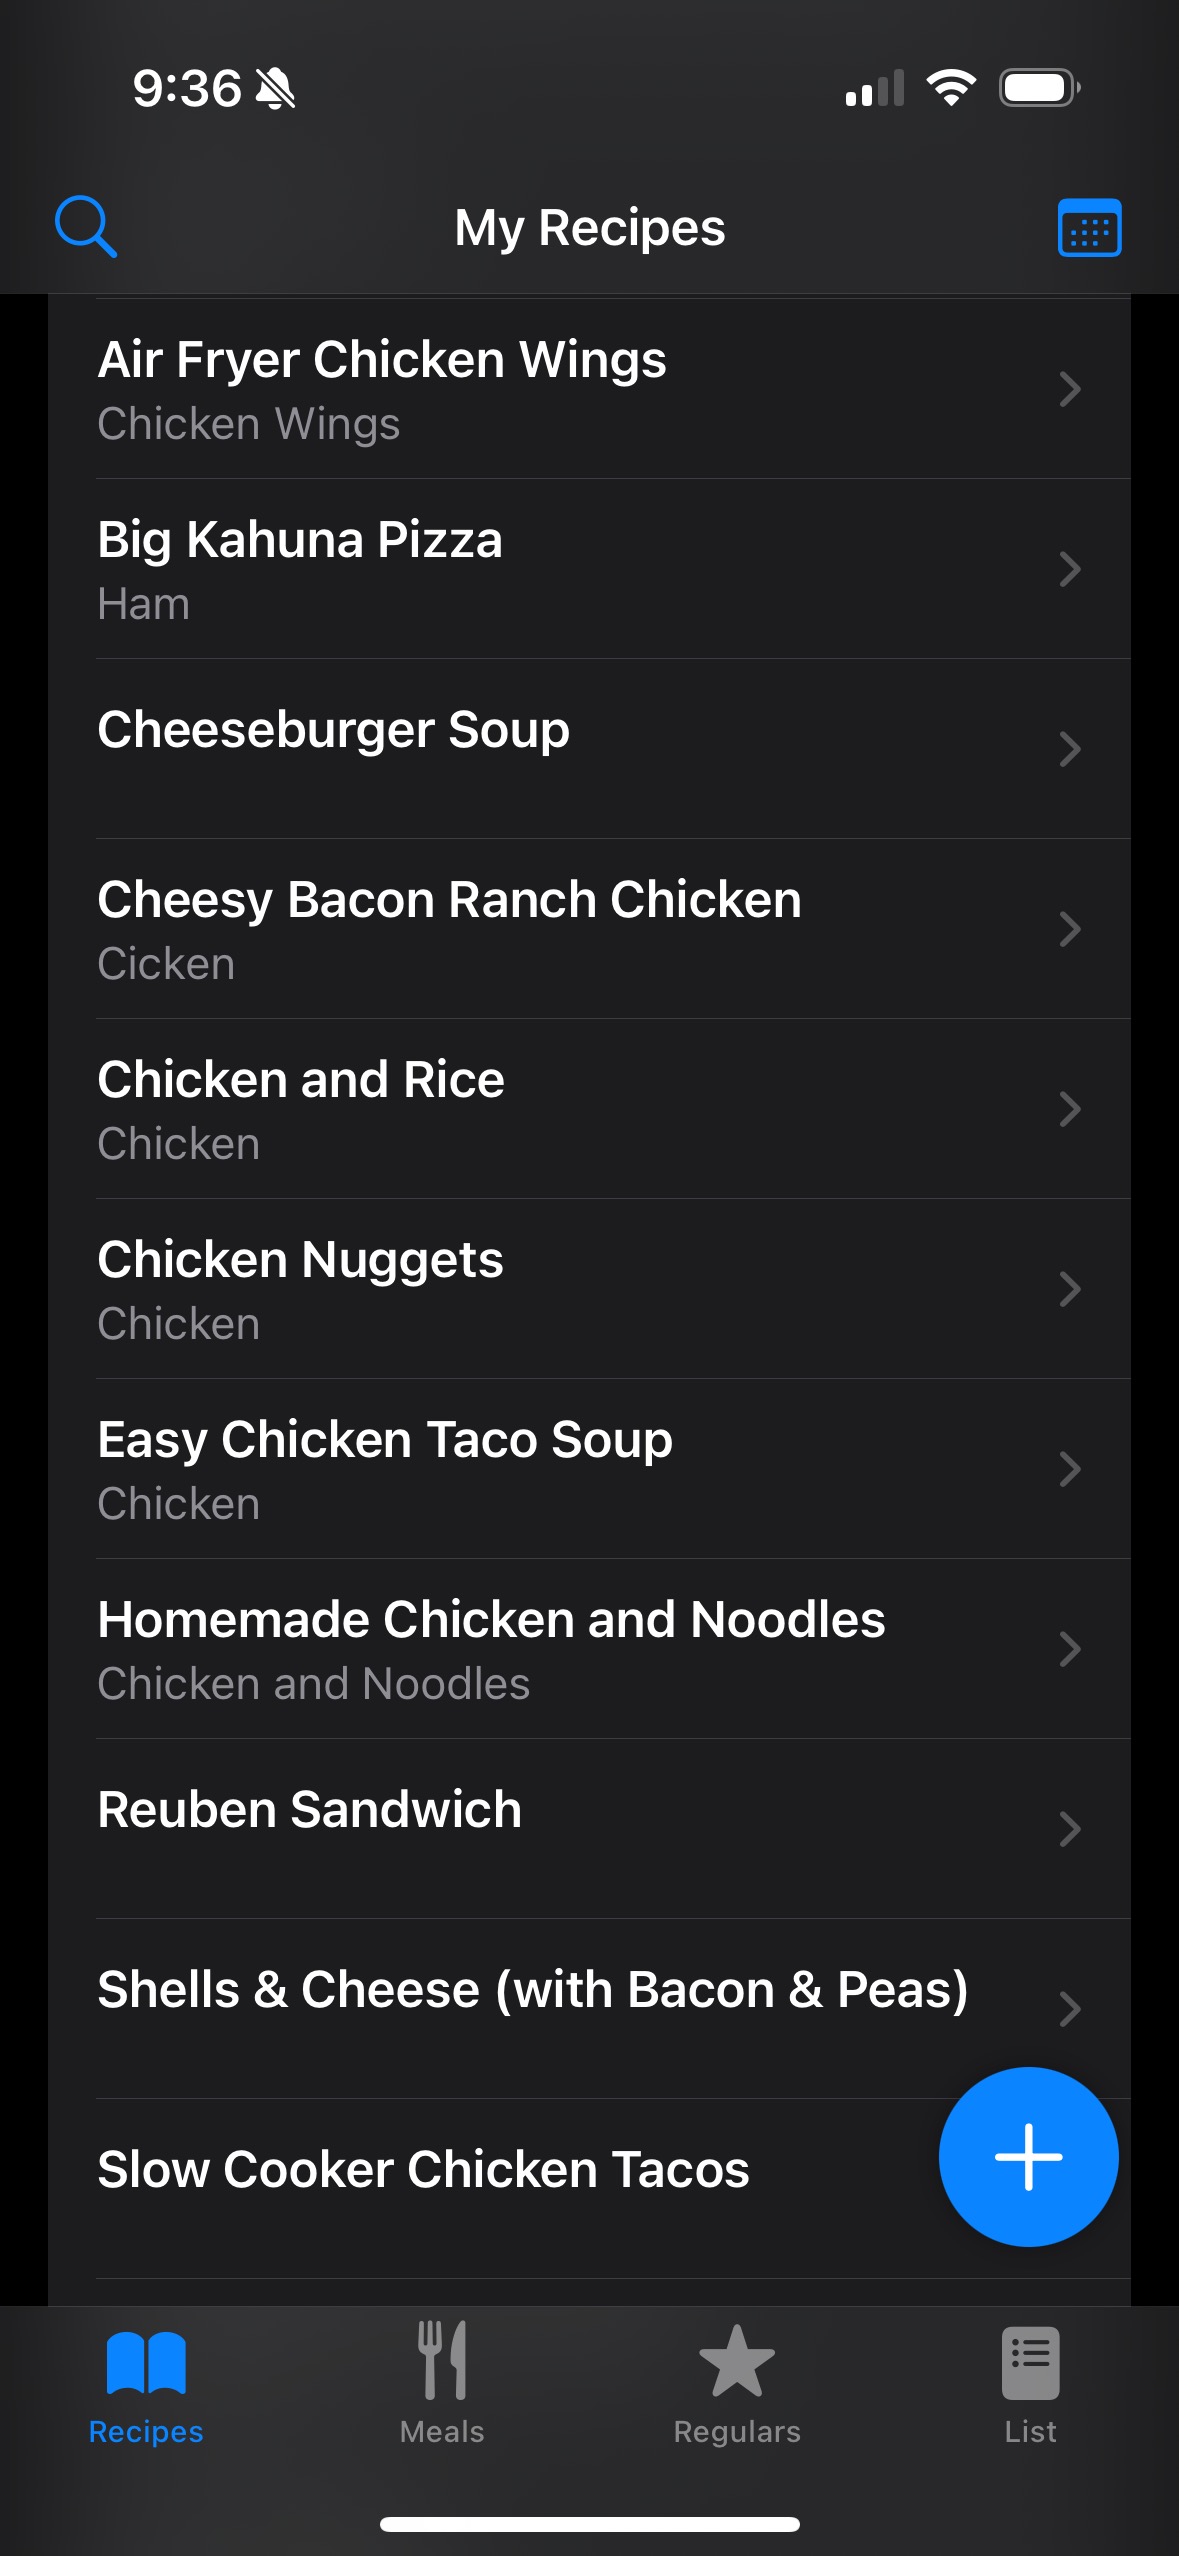 9:36
My Recipes
Air Fryer Chicken Wings
Chicken Wings
Big Kahuna Pizza
Ham
Cheeseburger Soup
Cheesy Bacon Ranch Chicken
Cicken
Chicken and Rice
Chicken
Chicken Nuggets
Chicken
Easy Chicken Taco Soup
Chicken
Homemade Chicken and Noodles
Chicken and Noodles
Reuben Sandwich
Shells & Cheese (with Bacon & Peas)
Slow Cooker Chicken Tacos
Recipes
Meals
Regulars
List